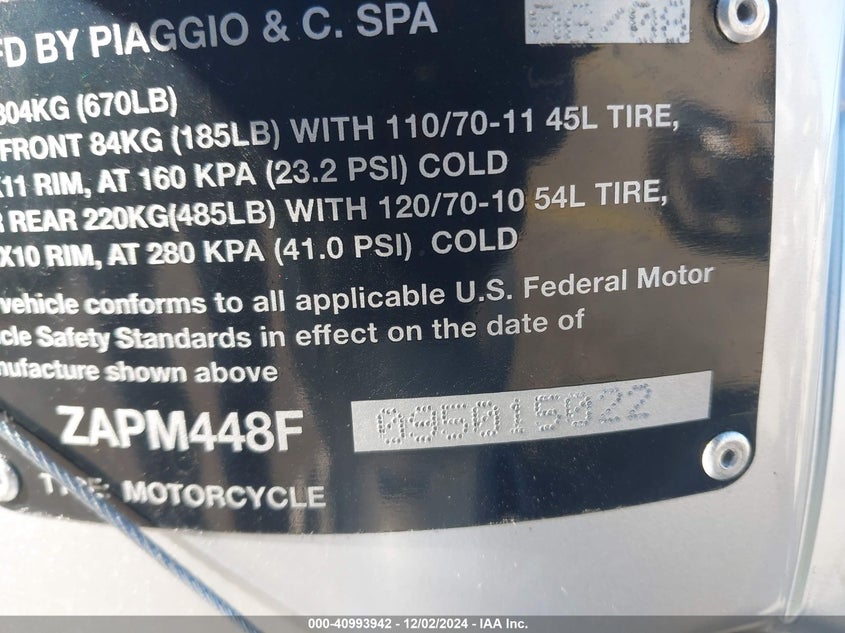 FD BY PIAGGIO & C. SPA
304KG (670LB)
FRONT 84KG (185LB) WITH 110/70-11 45L TIRE,
X11 RIM, AT 160 KPA (23.2 PSI) COLD
R REAR 220KG(485LB) WITH 120/70-10 54L TIRE,
X10 RIM, AT 280 KPA (41.0 PSI) COLD
vehicle conforms to all applicable U.S. Federal Motor
icle Safety Standards in effect on the date of
nufacture shown above
ZAPM448F 095015022
TYPE: MOTORCYCLE
000-40993942 - 12/02/2024 - IAA Inc.